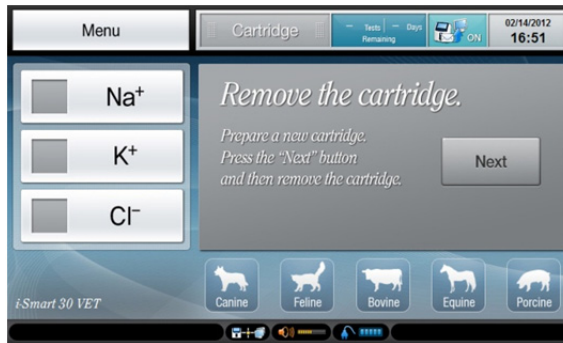 Menu
Cartridge
– Tests – Days
Remaining
ON
02/14/2012
16:51
Na⁺
K⁺
Cl⁻
Remove the cartridge.
Prepare a new cartridge.
Press the “Next” button
and then remove the cartridge.
Next
i-Smart 30 VET
Canine
Feline
Bovine
Equine
Porcine